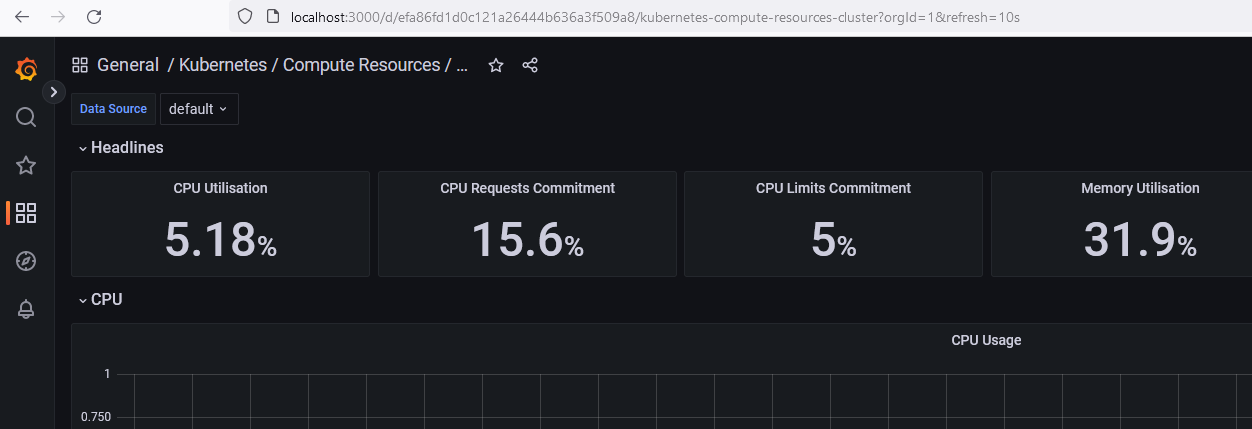 localhost:3000/d/efa86fd1d0c121a26444b636a3f509a8/kubernetes-compute-resources-cluster?orgId=1&refresh=10s
General / Kubernetes / Compute Resources / ...
Data Source default
Headlines
CPU Utilisation
5.18%
CPU Requests Commitment
15.6%
CPU Limits Commitment
5%
Memory Utilisation
31.9%
CPU
CPU Usage
1
0.750